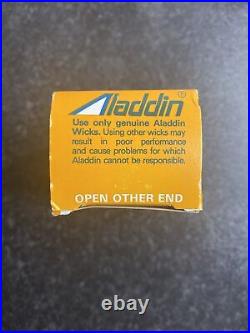 Aladdin®
Use only genuine Aladdin
Wicks. Using other wicks may
result in poor performance
and cause problems for which
Aladdin cannot be responsible.
OPEN OTHER END